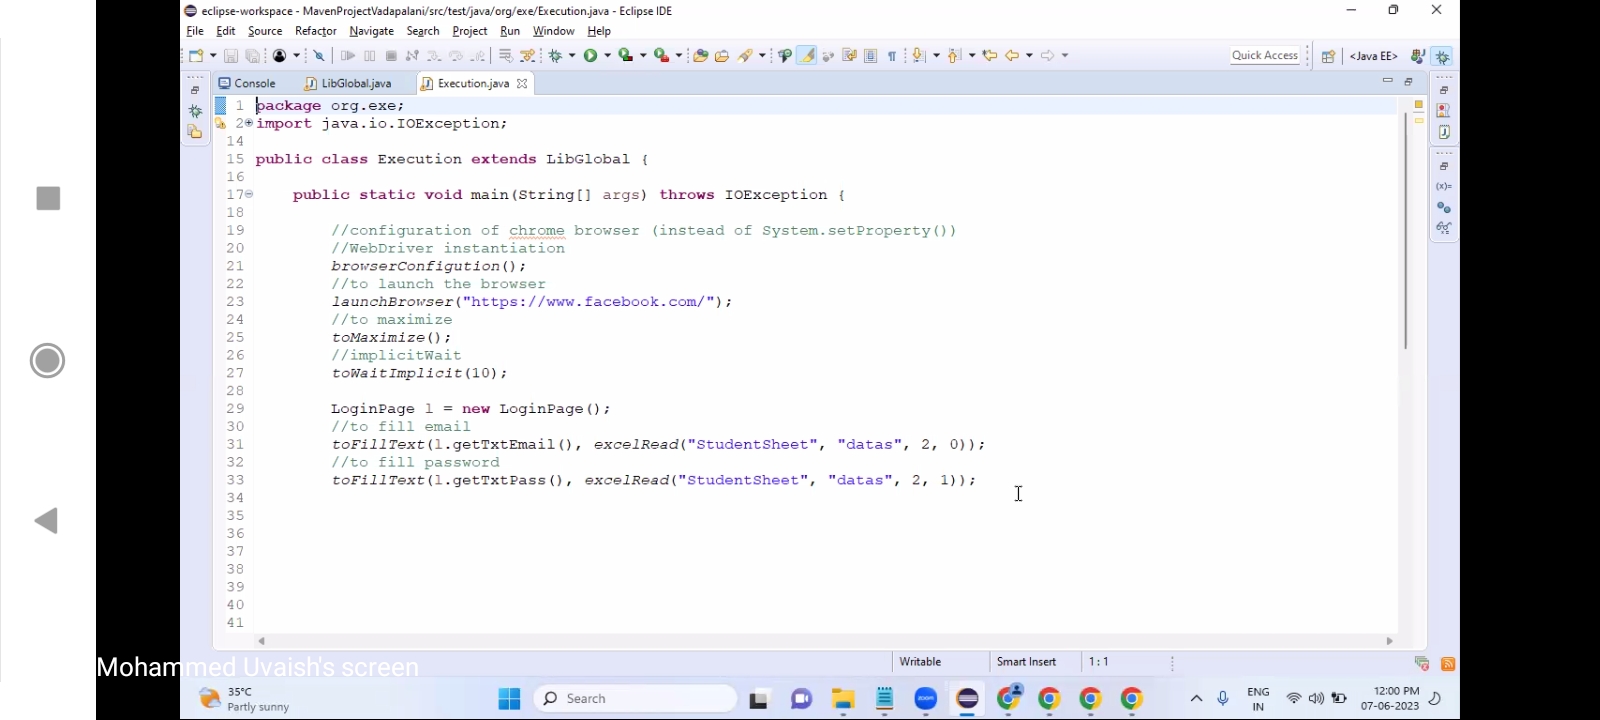 eclipse-workspace - MavenProjectVadapalani/src/test/java/org/exe/Execution.java - Eclipse IDE
File Edit Source Refactor Navigate Search Project Run Window Help
Quick Access <Java EE>
Console LibGlobal.java Execution.java
1 package org.exe;
2 import java.io.IOException;
14
15 public class Execution extends LibGlobal {
16
17 public static void main(String[] args) throws IOException {
18
19 //configuration of chrome browser (instead of System.setProperty())
20 //WebDriver instantiation
21 browserConfigution();
22 //to launch the browser
23 launchBrowser("https://www.facebook.com/");
24 //to maximize
25 toMaximize();
26 //implicitWait
27 toWaitImplicit(10);
28
29 LoginPage l = new LoginPage();
30 //to fill email
31 toFillText(l.getTxtEmail(), excelRead("StudentSheet", "datas", 2, 0));
32 //to fill password
33 toFillText(l.getTxtPass(), excelRead("StudentSheet", "datas", 2, 1));
34
35
36
37
38
39
40
41
Writable Smart Insert 1 : 1
Mohammed Uvaish's screen
35°C
Partly sunny
Search
zoom
ENG
IN
12:00 PM
07-06-2023